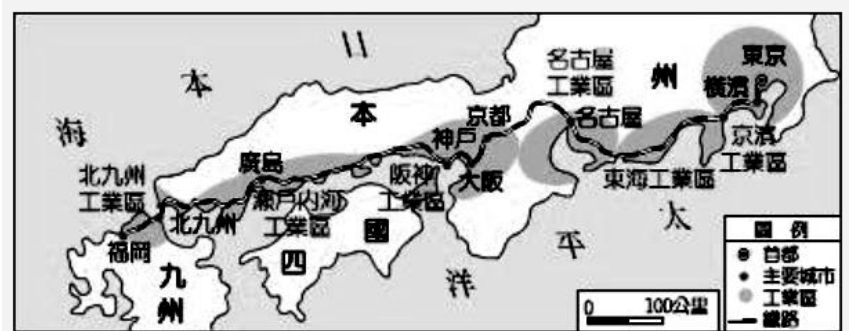 日本海
太平洋
本州
四國
九州
東京
橫濱
京濱
工業區
名古屋
工業區
名古屋
東海工業區
京都
神戶
大阪
阪神
工業區
廣島
瀨戶內河
工業區
北九州
工業區
北九州
福岡
圖例
首都
主要城市
工業區
鐵路
0 100公里